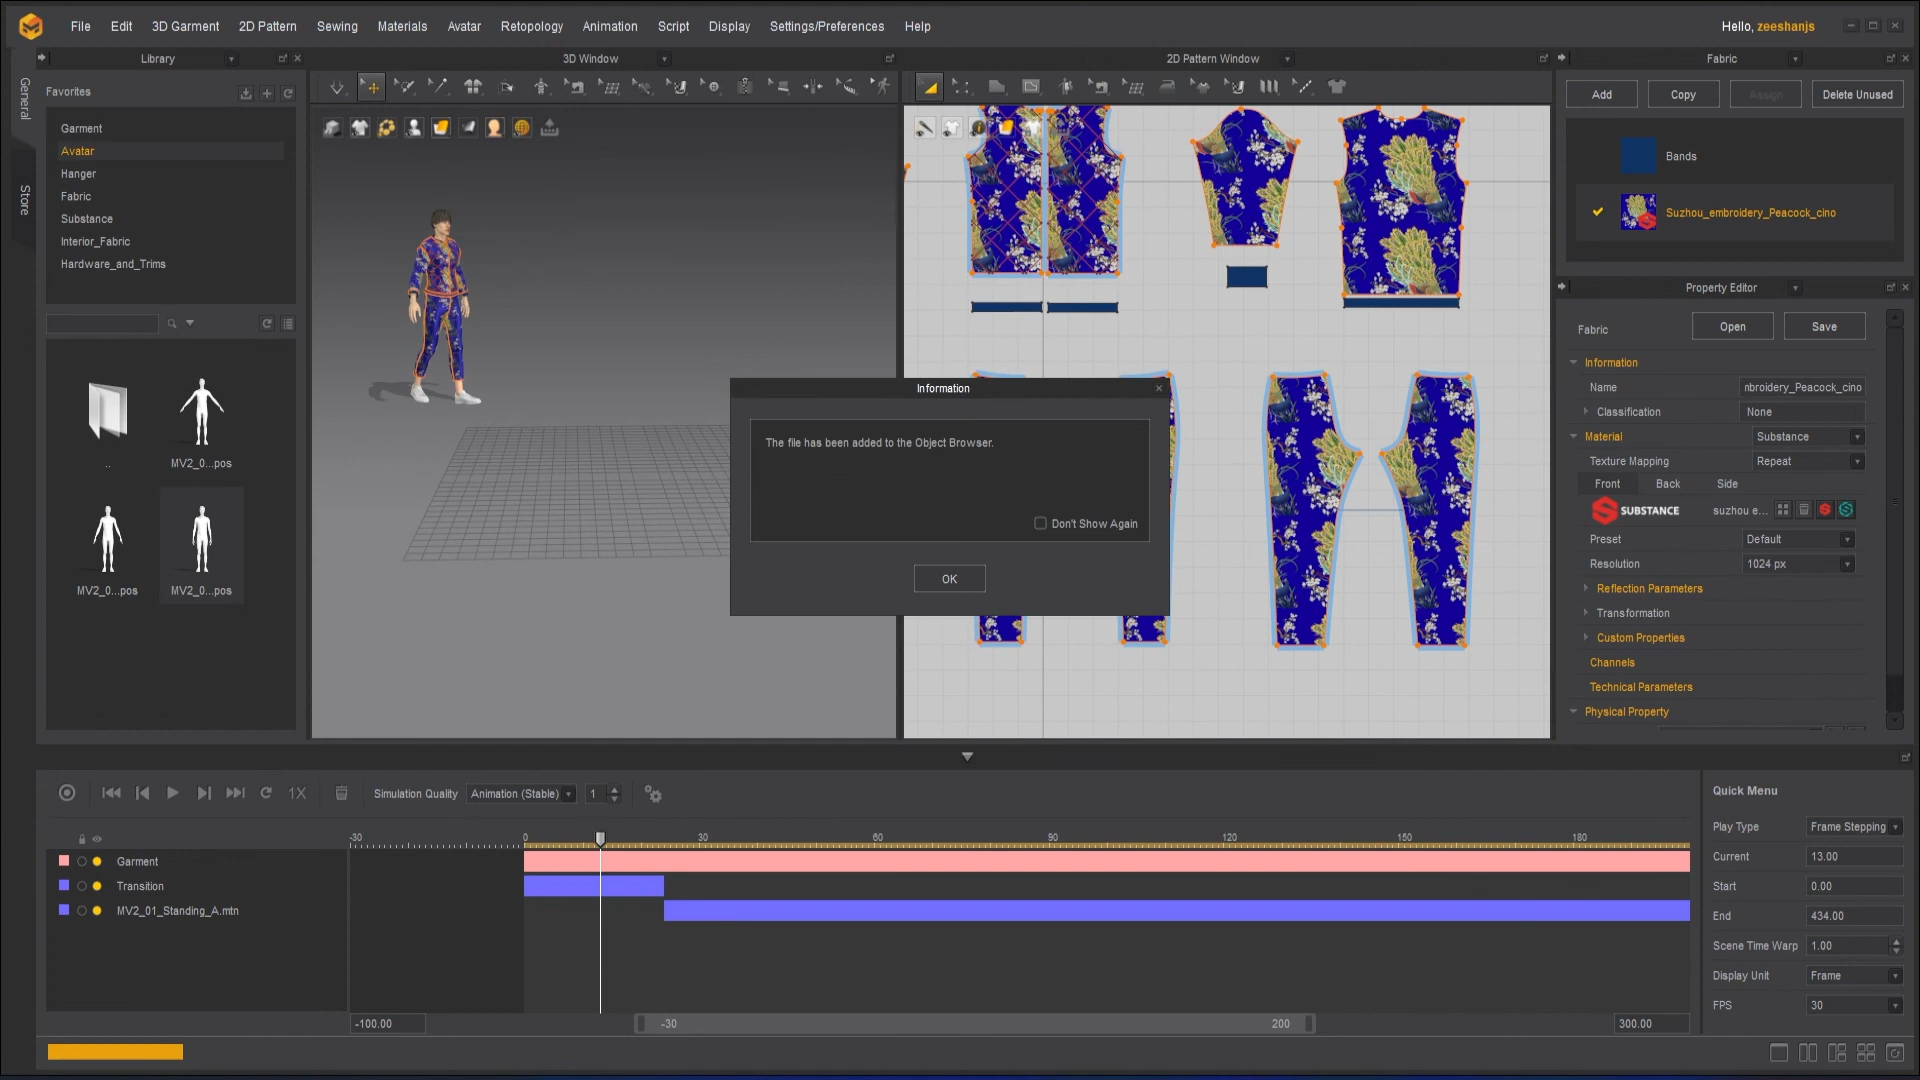 File Edit 3D Garment 2D Pattern Sewing Materials Avatar Retopology Animation Script Display Settings/Preferences Help Hello, zeeshanjs
Library 3D Window 2D Pattern Window Fabric
General
Store
Favorites
Garment
Avatar
Hanger
Fabric
Substance
Interior_Fabric
Hardware_and_Trims
..
MV2_0...pos
MV2_0...pos
MV2_0...pos
Add Copy Assign Delete Unused
Bands
Suzhou_embroidery_Peacock_cino
Property Editor
Fabric Open Save
Information
Name nbroidery_Peacock_cino
Classification None
Material Substance
Texture Mapping Repeat
Front Back Side
SUBSTANCE suzhou e...
Preset Default
Resolution 1024 px
Reflection Parameters
Transformation
Custom Properties
Channels
Technical Parameters
Physical Property
Information
The file has been added to the Object Browser.
Don't Show Again
OK
1X Simulation Quality Animation (Stable) 1
-30 0 30 60 90 120 150 180
Garment
Transition
MV2_01_Standing_A.mtn
-100.00 -30 200 300.00
Quick Menu
Play Type Frame Stepping
Current 13.00
Start 0.00
End 434.00
Scene Time Warp 1.00
Display Unit Frame
FPS 30